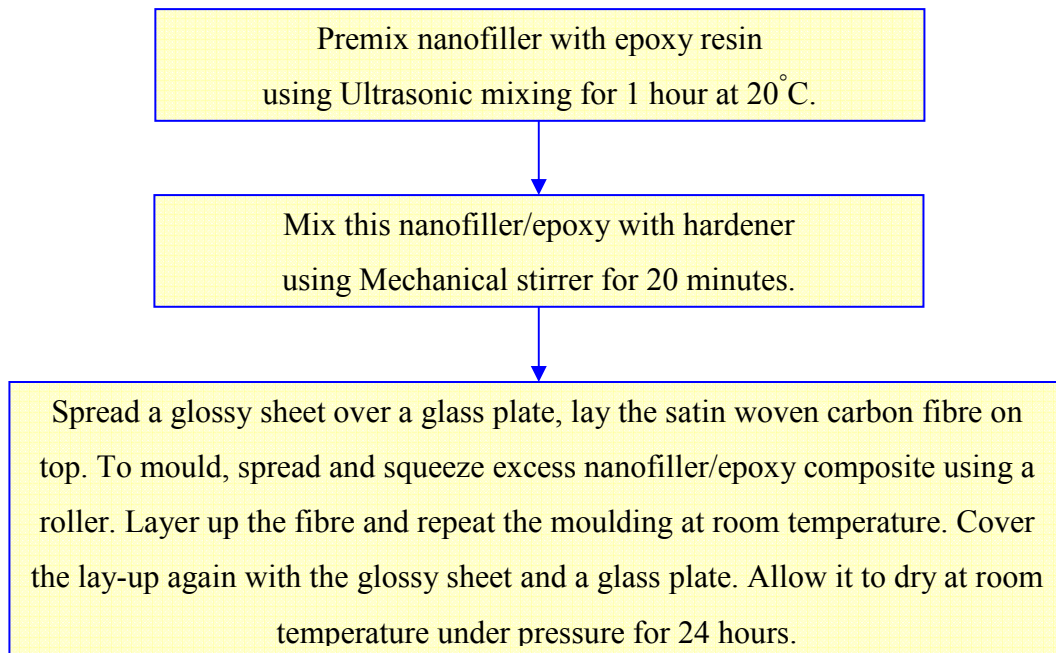 Premix nanofiller with epoxy resin
using Ultrasonic mixing for 1 hour at 20°C.
Mix this nanofiller/epoxy with hardener
using Mechanical stirrer for 20 minutes.
Spread a glossy sheet over a glass plate, lay the satin woven carbon fibre on
top. To mould, spread and squeeze excess nanofiller/epoxy composite using a
roller. Layer up the fibre and repeat the moulding at room temperature. Cover
the lay-up again with the glossy sheet and a glass plate. Allow it to dry at room
temperature under pressure for 24 hours.